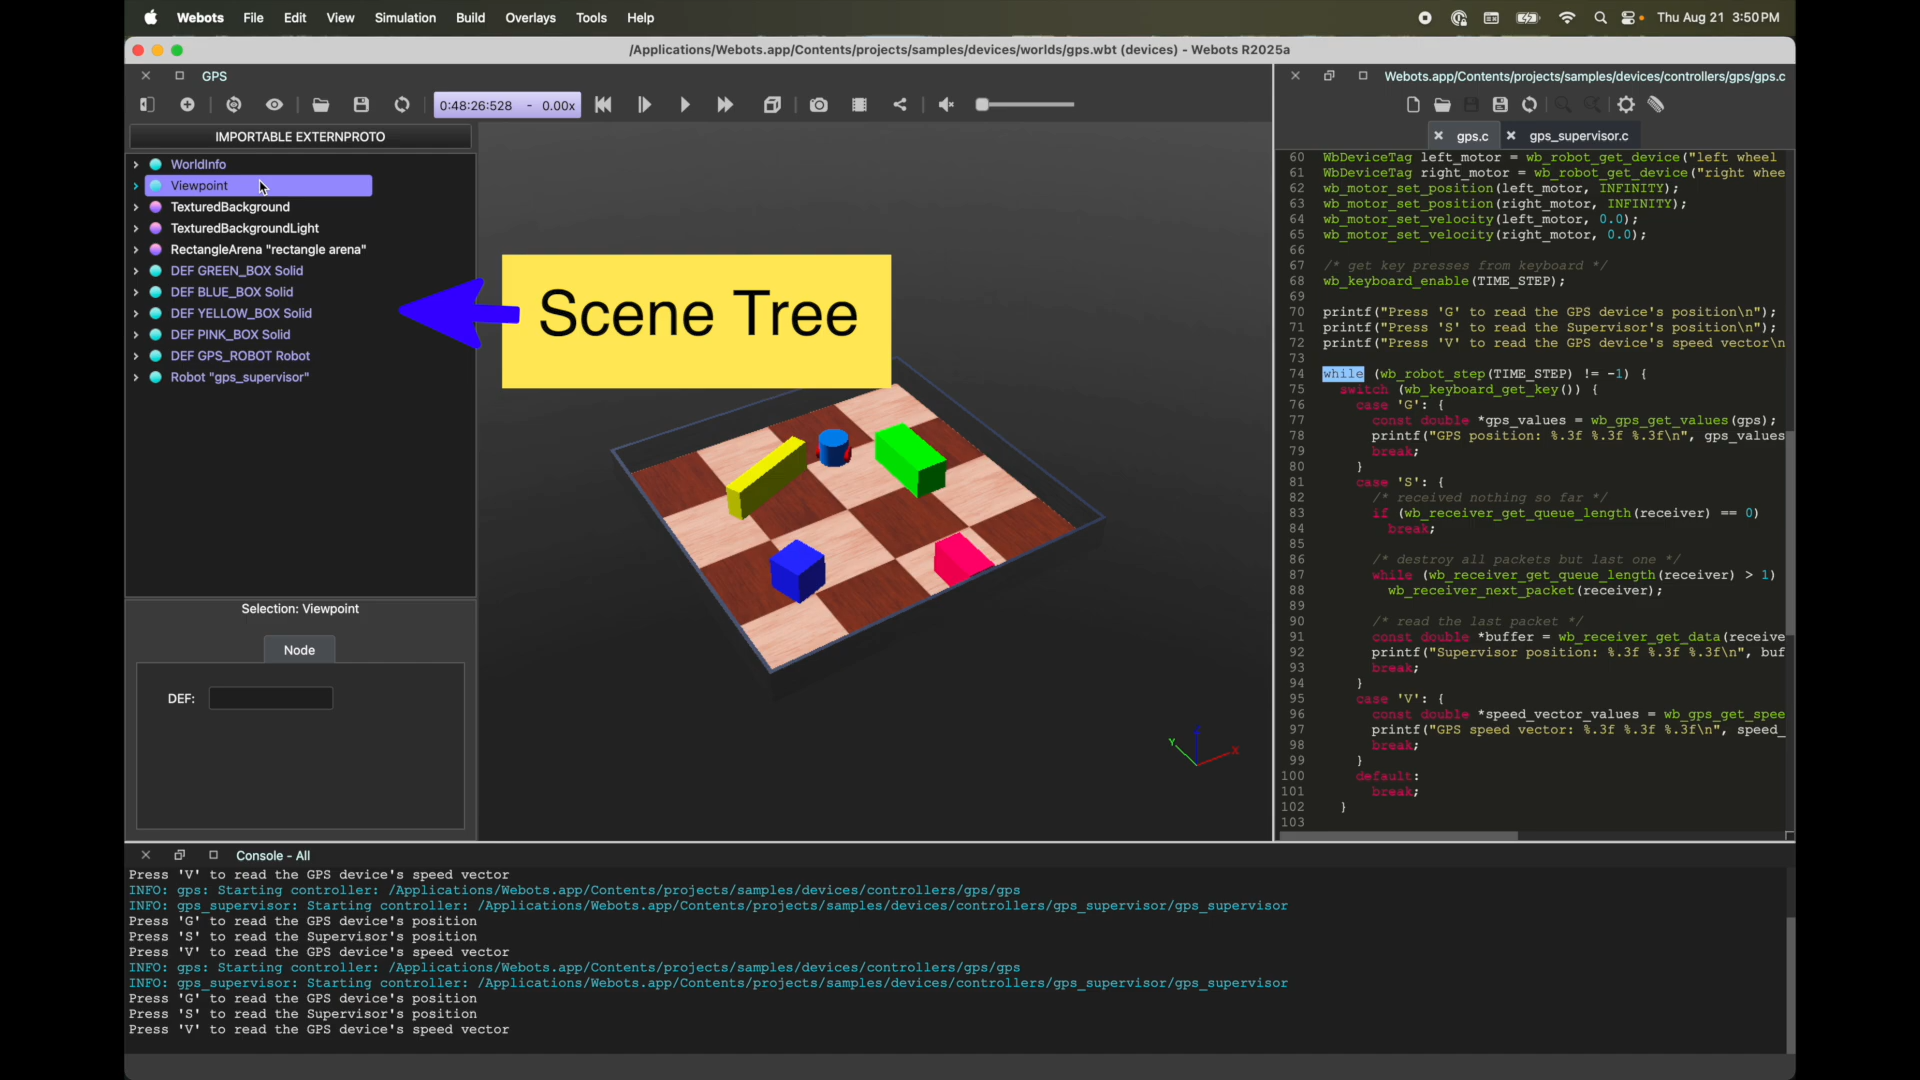 Webots File Edit View Simulation Build Overlays Tools Help
Thu Aug 21 3:50 PM
/Applications/Webots.app/Contents/projects/samples/devices/worlds/gps.wbt (devices) - Webots R2025a
GPS
0:48:26:528 - 0.00x
IMPORTABLE EXTERNPROTO
WorldInfo
Viewpoint
TexturedBackground
TexturedBackgroundLight
RectangleArena "rectangle arena"
DEF GREEN_BOX Solid
DEF BLUE_BOX Solid
DEF YELLOW_BOX Solid
DEF PINK_BOX Solid
DEF GPS_ROBOT Robot
Robot "gps_supervisor"
Scene Tree
Selection: Viewpoint
Node
DEF:
Y
X
Webots.app/Contents/projects/samples/devices/controllers/gps/gps.c
gps.c
gps_supervisor.c
60 WbDeviceTag left_motor = wb_robot_get_device("left wheel
61 WbDeviceTag right_motor = wb_robot_get_device("right whee
62 wb_motor_set_position(left_motor, INFINITY);
63 wb_motor_set_position(right_motor, INFINITY);
64 wb_motor_set_velocity(left_motor, 0.0);
65 wb_motor_set_velocity(right_motor, 0.0);
66
67 /* get key presses from keyboard */
68 wb_keyboard_enable(TIME_STEP);
69
70 printf("Press 'G' to read the GPS device's position\n");
71 printf("Press 'S' to read the Supervisor's position\n");
72 printf("Press 'V' to read the GPS device's speed vector\n
73
74 while (wb_robot_step(TIME_STEP) != -1) {
75 switch (wb_keyboard_get_key()) {
76 case 'G': {
77 const double *gps_values = wb_gps_get_values(gps);
78 printf("GPS position: %.3f %.3f %.3f\n", gps_values
79 break;
80 }
81 case 'S': {
82 /* received nothing so far */
83 if (wb_receiver_get_queue_length(receiver) == 0)
84 break;
85
86 /* destroy all packets but last one */
87 while (wb_receiver_get_queue_length(receiver) > 1)
88 wb_receiver_next_packet(receiver);
89
90 /* read the last packet */
91 const double *buffer = wb_receiver_get_data(receive
92 printf("Supervisor position: %.3f %.3f %.3f\n", buf
93 break;
94 }
95 case 'V': {
96 const double *speed_vector_values = wb_gps_get_spee
97 printf("GPS speed vector: %.3f %.3f %.3f\n", speed_
98 break;
99 }
100 default:
101 break;
102 }
103
Console - All
Press 'V' to read the GPS device's speed vector
INFO: gps: Starting controller: /Applications/Webots.app/Contents/projects/samples/devices/controllers/gps/gps
INFO: gps_supervisor: Starting controller: /Applications/Webots.app/Contents/projects/samples/devices/controllers/gps_supervisor/gps_supervisor
Press 'G' to read the GPS device's position
Press 'S' to read the Supervisor's position
Press 'V' to read the GPS device's speed vector
INFO: gps: Starting controller: /Applications/Webots.app/Contents/projects/samples/devices/controllers/gps/gps
INFO: gps_supervisor: Starting controller: /Applications/Webots.app/Contents/projects/samples/devices/controllers/gps_supervisor/gps_supervisor
Press 'G' to read the GPS device's position
Press 'S' to read the Supervisor's position
Press 'V' to read the GPS device's speed vector